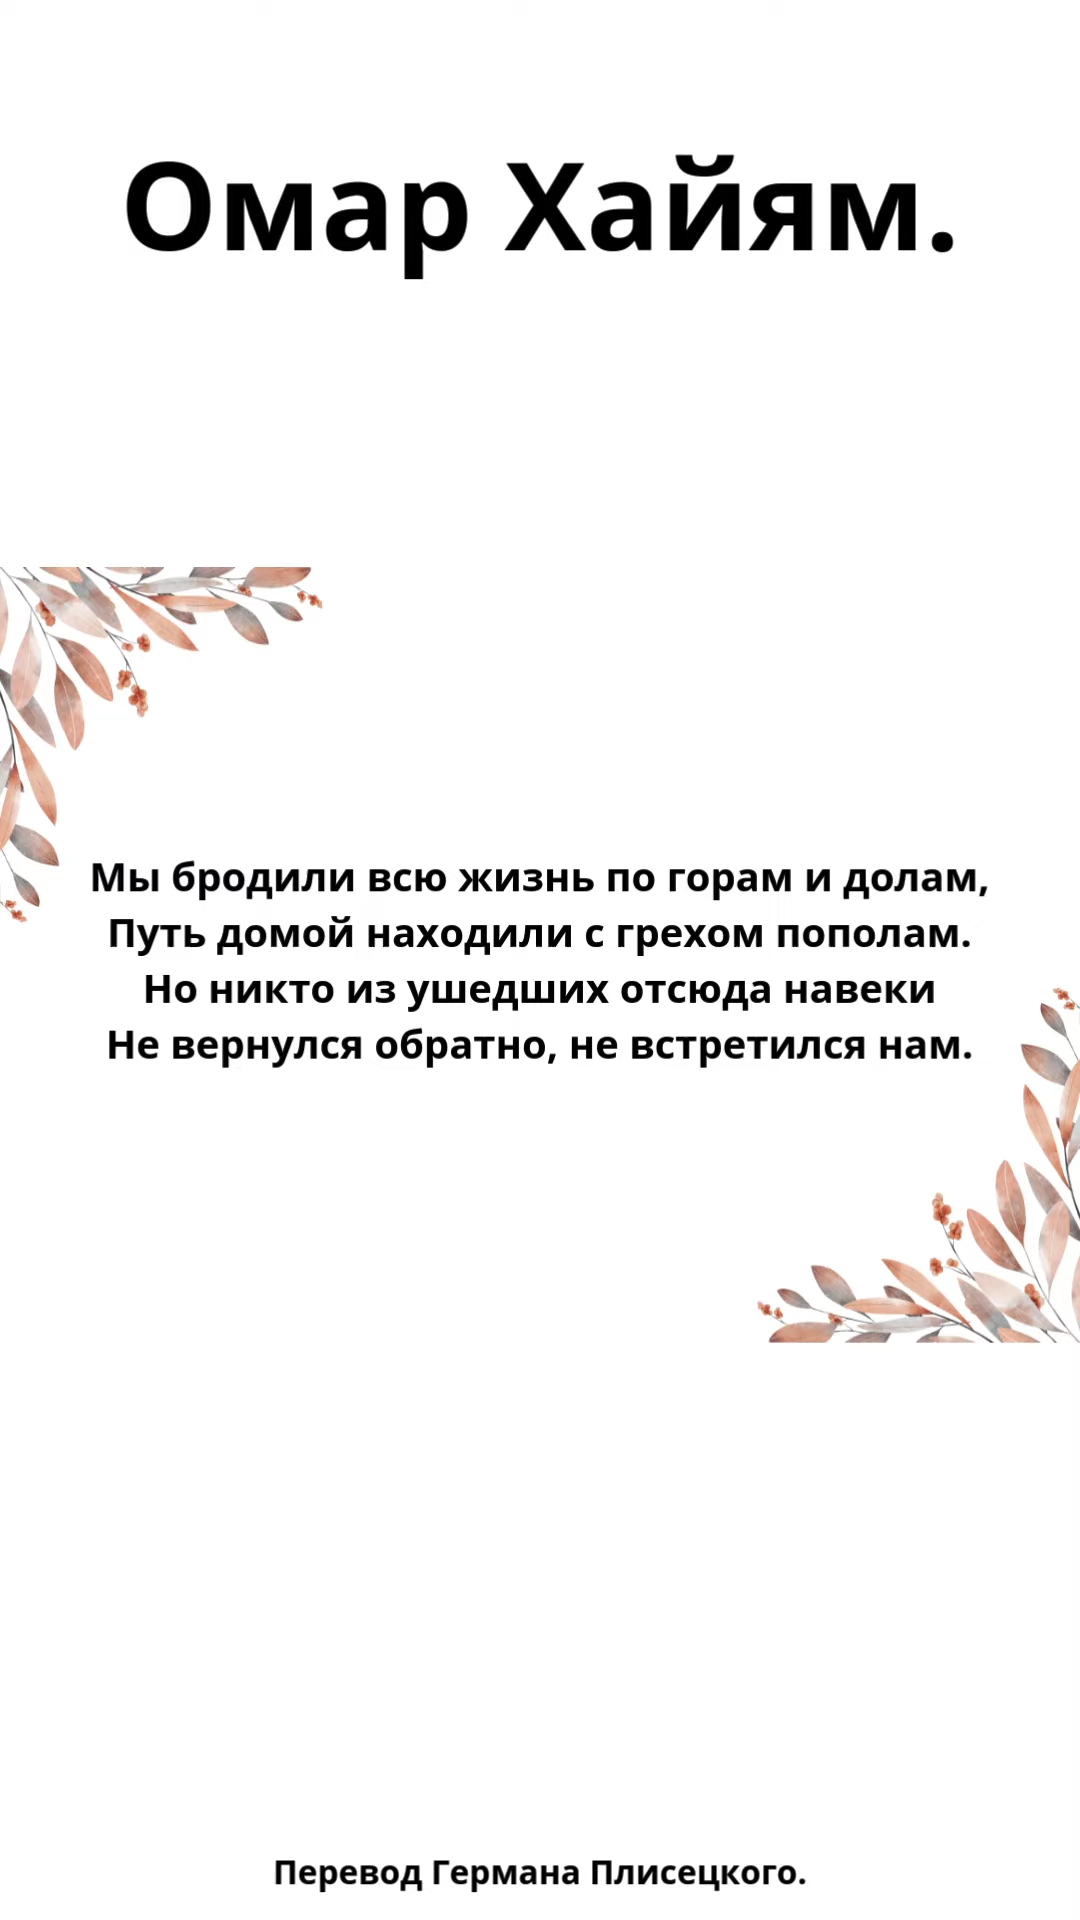 Омар Хайям.
Мы бродили всю жизнь по горам и долам,
Путь домой находили с грехом пополам.
Но никто из ушедших отсюда навеки
Не вернулся обратно, не встретился нам.
Перевод Германа Плисецкого.